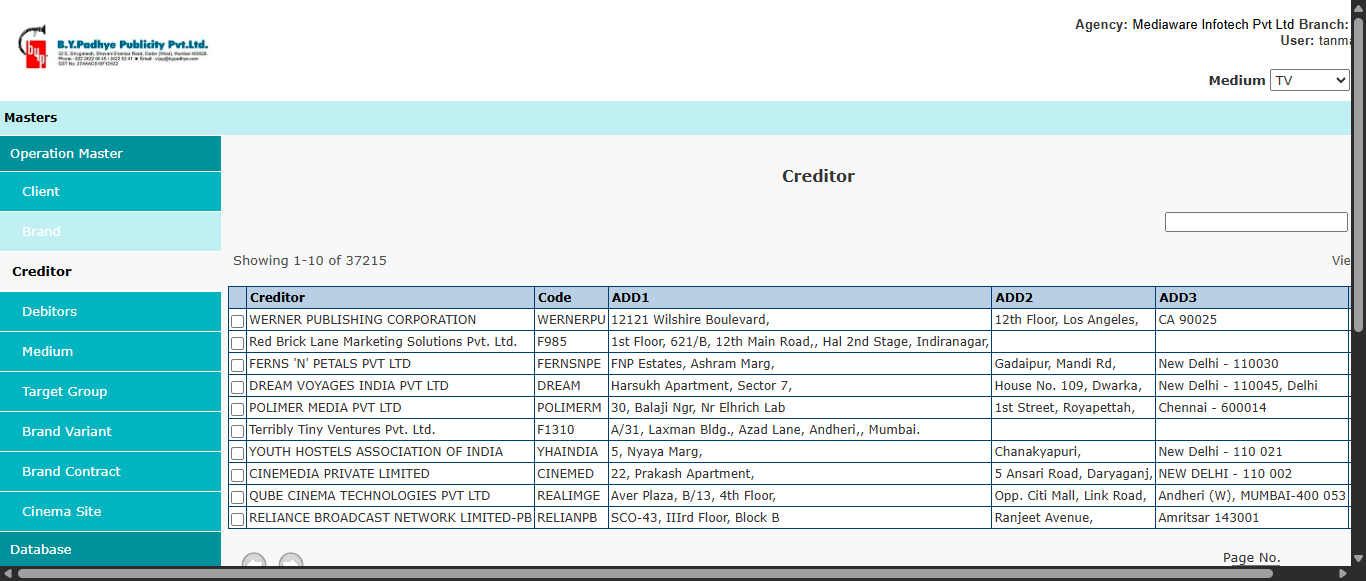 B.Y.Padhye Publicity Pvt.Ltd.
Agency: Mediaware Infotech Pvt Ltd Branch:
User: tanma
Medium TV
Masters
Operation Master
Client
Brand
Creditor
Debitors
Medium
Target Group
Brand Variant
Brand Contract
Cinema Site
Database
Creditor
Showing 1-10 of 37215
Vie
Creditor Code ADD1 ADD2 ADD3
WERNER PUBLISHING CORPORATION WERNERPU 12121 Wilshire Boulevard, 12th Floor, Los Angeles, CA 90025
Red Brick Lane Marketing Solutions Pvt. Ltd. F985 1st Floor, 621/B, 12th Main Road,, Hal 2nd Stage, Indiranagar,
FERNS 'N' PETALS PVT LTD FERNSNPE FNP Estates, Ashram Marg, Gadaipur, Mandi Rd, New Delhi - 110030
DREAM VOYAGES INDIA PVT LTD DREAM Harsukh Apartment, Sector 7, House No. 109, Dwarka, New Delhi - 110045, Delhi
POLIMER MEDIA PVT LTD POLIMERM 30, Balaji Ngr, Nr Elhrich Lab 1st Street, Royapettah, Chennai - 600014
Terribly Tiny Ventures Pvt. Ltd. F1310 A/31, Laxman Bldg., Azad Lane, Andheri,, Mumbai.
YOUTH HOSTELS ASSOCIATION OF INDIA YHAINDIA 5, Nyaya Marg, Chanakyapuri, New Delhi - 110 021
CINEMEDIA PRIVATE LIMITED CINEMED 22, Prakash Apartment, 5 Ansari Road, Daryaganj, NEW DELHI - 110 002
QUBE CINEMA TECHNOLOGIES PVT LTD REALIMGE Aver Plaza, B/13, 4th Floor, Opp. Citi Mall, Link Road, Andheri (W), MUMBAI-400 053
RELIANCE BROADCAST NETWORK LIMITED-PB RELIANPB SCO-43, IIIrd Floor, Block B Ranjeet Avenue, Amritsar 143001
Page No.